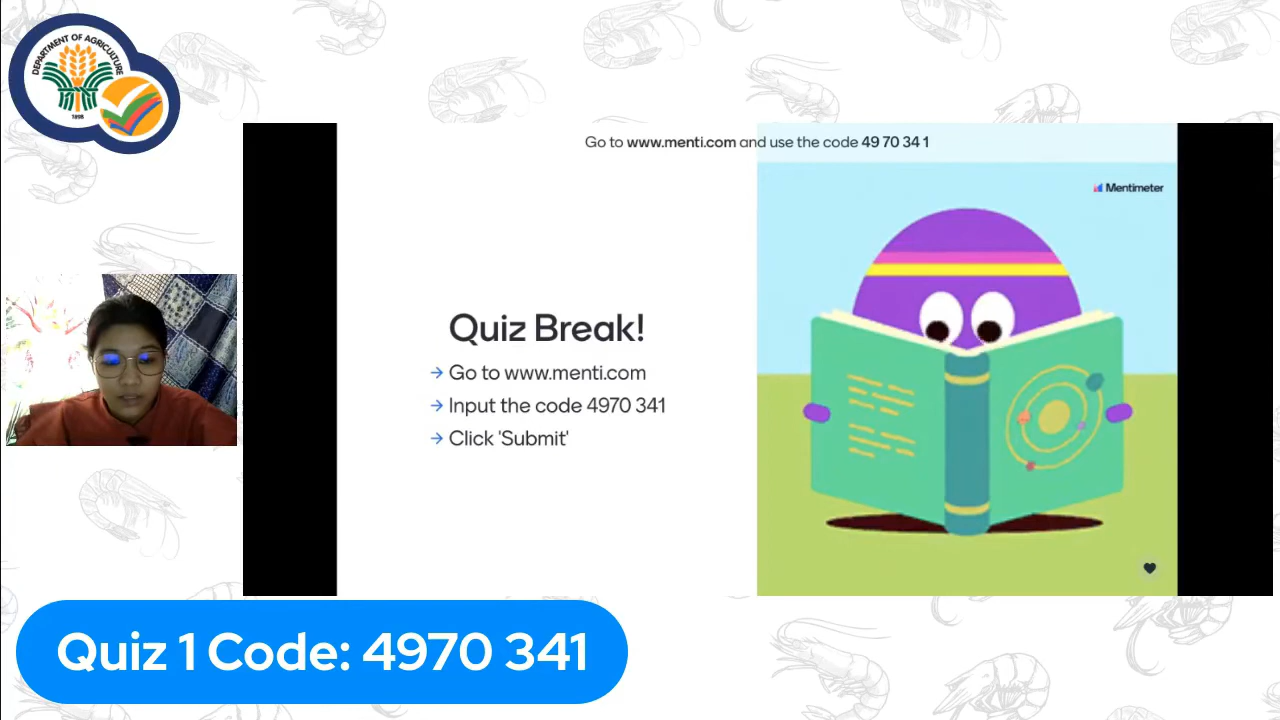 DEPARTMENT OF AGRICULTURE
1898
Go to www.menti.com and use the code 49 70 34 1
Mentimeter
Quiz Break!
→ Go to www.menti.com
→ Input the code 4970 341
→ Click 'Submit'
Quiz 1 Code: 4970 341